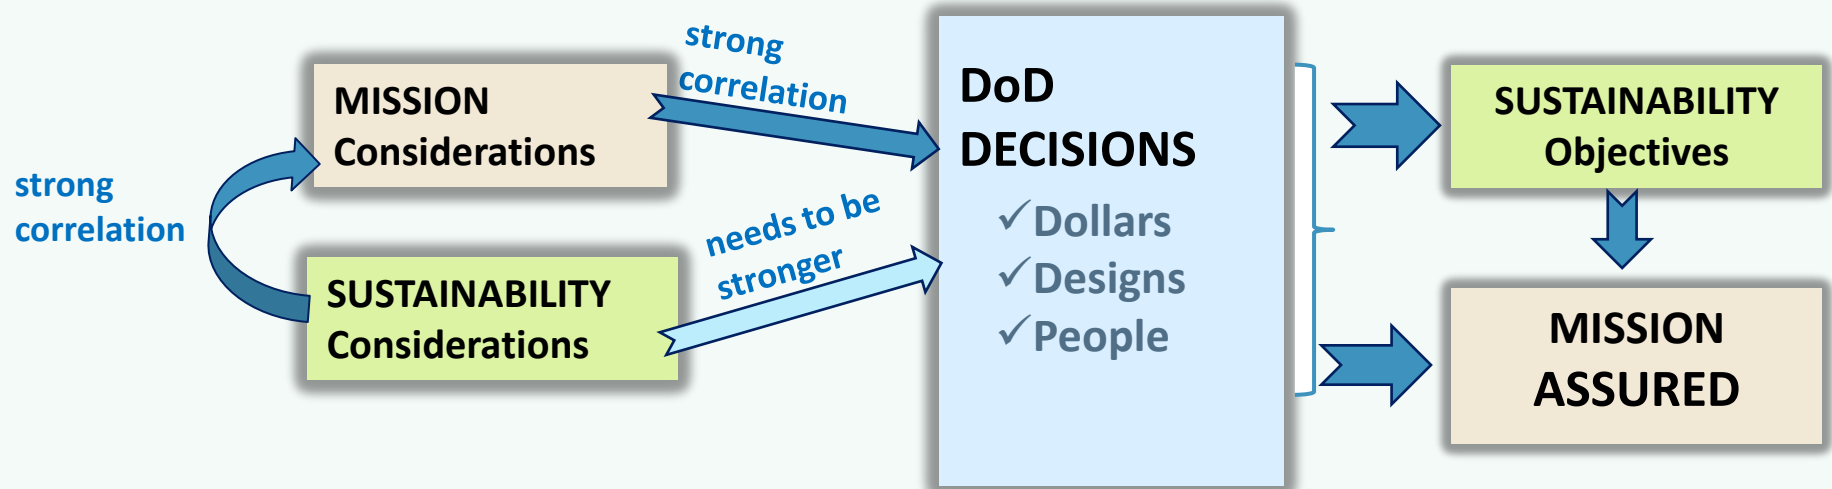 strong
correlation
MISSION
Considerations
SUSTAINABILITY
Considerations
strong
correlation
needs to be
stronger
DoD
DECISIONS
✓Dollars
✓Designs
✓People
SUSTAINABILITY
Objectives
MISSION
ASSURED